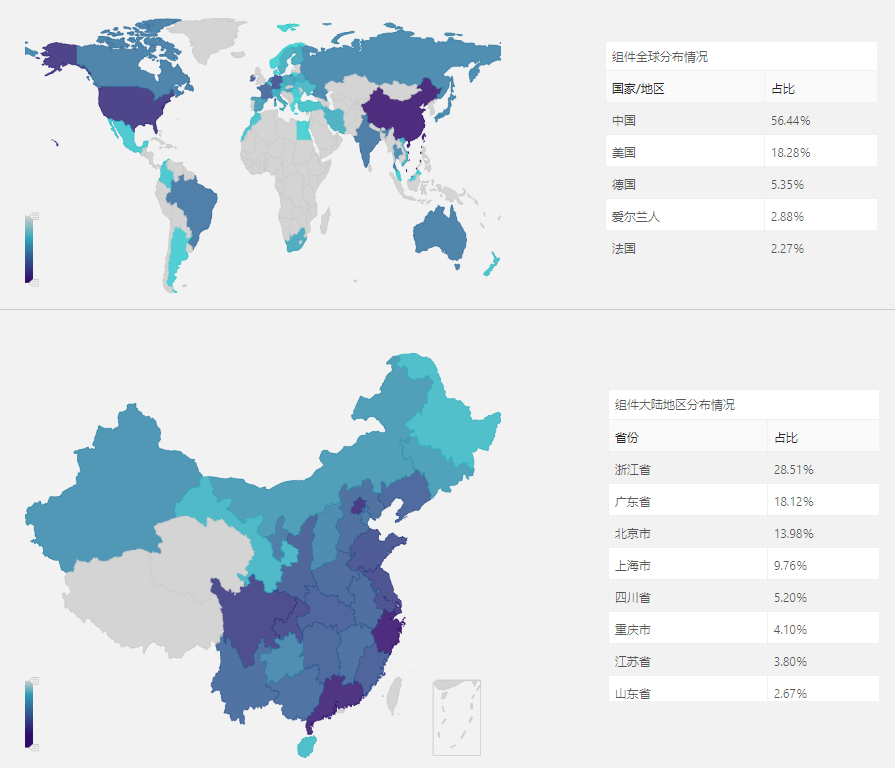 组件全球分布情况
国家/地区 占比
中国 56.44%
美国 18.28%
德国 5.35%
爱尔兰人 2.88%
法国 2.27%
组件大陆地区分布情况
省份 占比
浙江省 28.51%
广东省 18.12%
北京市 13.98%
上海市 9.76%
四川省 5.20%
重庆市 4.10%
江苏省 3.80%
山东省 2.67%